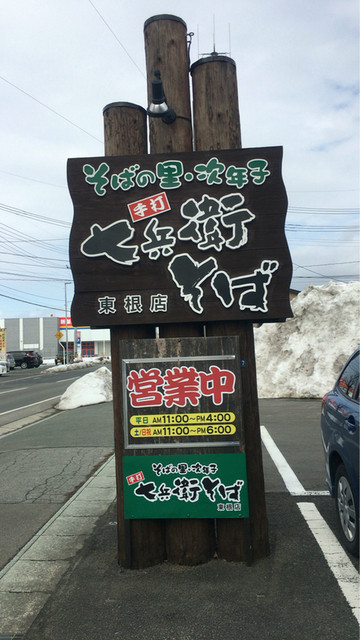 そばの里・次年子
手打
七兵衛
そば
東根店
営業中
平日 AM11:00〜PM4:00
土/日祝 AM11:00〜PM6:00
そばの里・次年子
手打
七兵衛そば
東根店